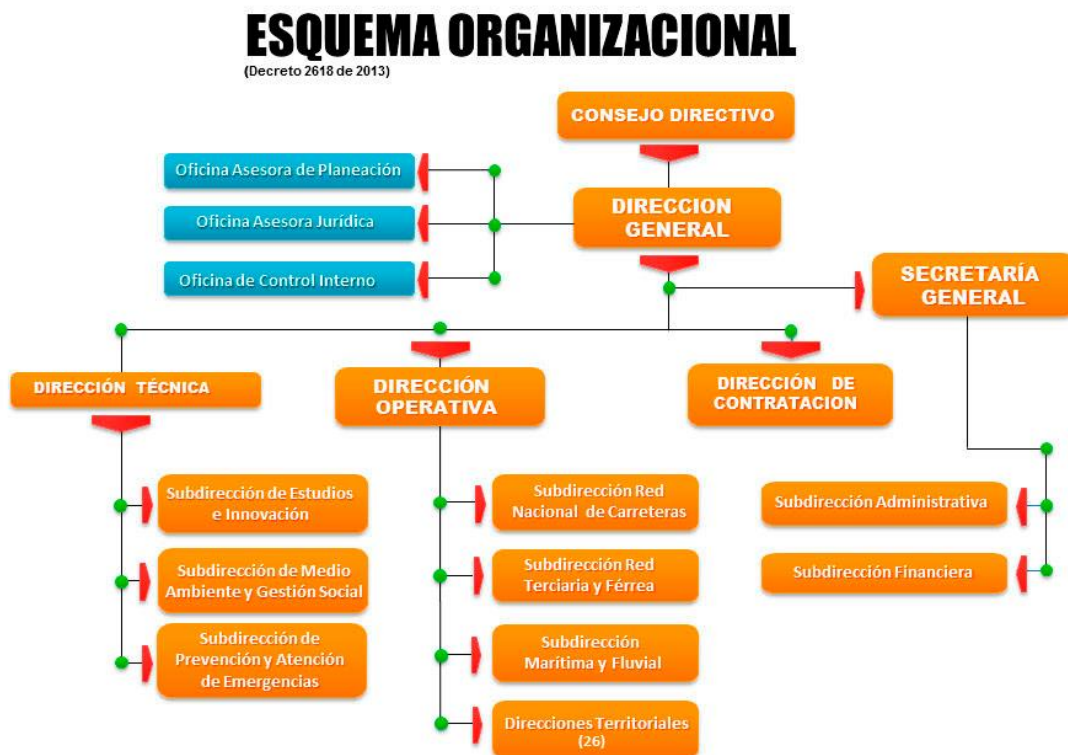 ESQUEMA ORGANIZACIONAL
(Decreto 2618 de 2013)
CONSEJO DIRECTIVO
Oficina Asesora de Planeación
Oficina Asesora Jurídica
Oficina de Control Interno
DIRECCION
GENERAL
SECRETARÍA
GENERAL
DIRECCIÓN TÉCNICA
DIRECCIÓN
OPERATIVA
DIRECCIÓN DE
CONTRATACION
Subdirección de Estudios
e Innovación
Subdirección de Medio
Ambiente y Gestión Social
Subdirección de
Prevención y Atención
de Emergencias
Subdirección Red
Nacional de Carreteras
Subdirección Red
Terciaria y Férrea
Subdirección
Marítima y Fluvial
Direcciones Territoriales
(26)
Subdirección Administrativa
Subdirección Financiera